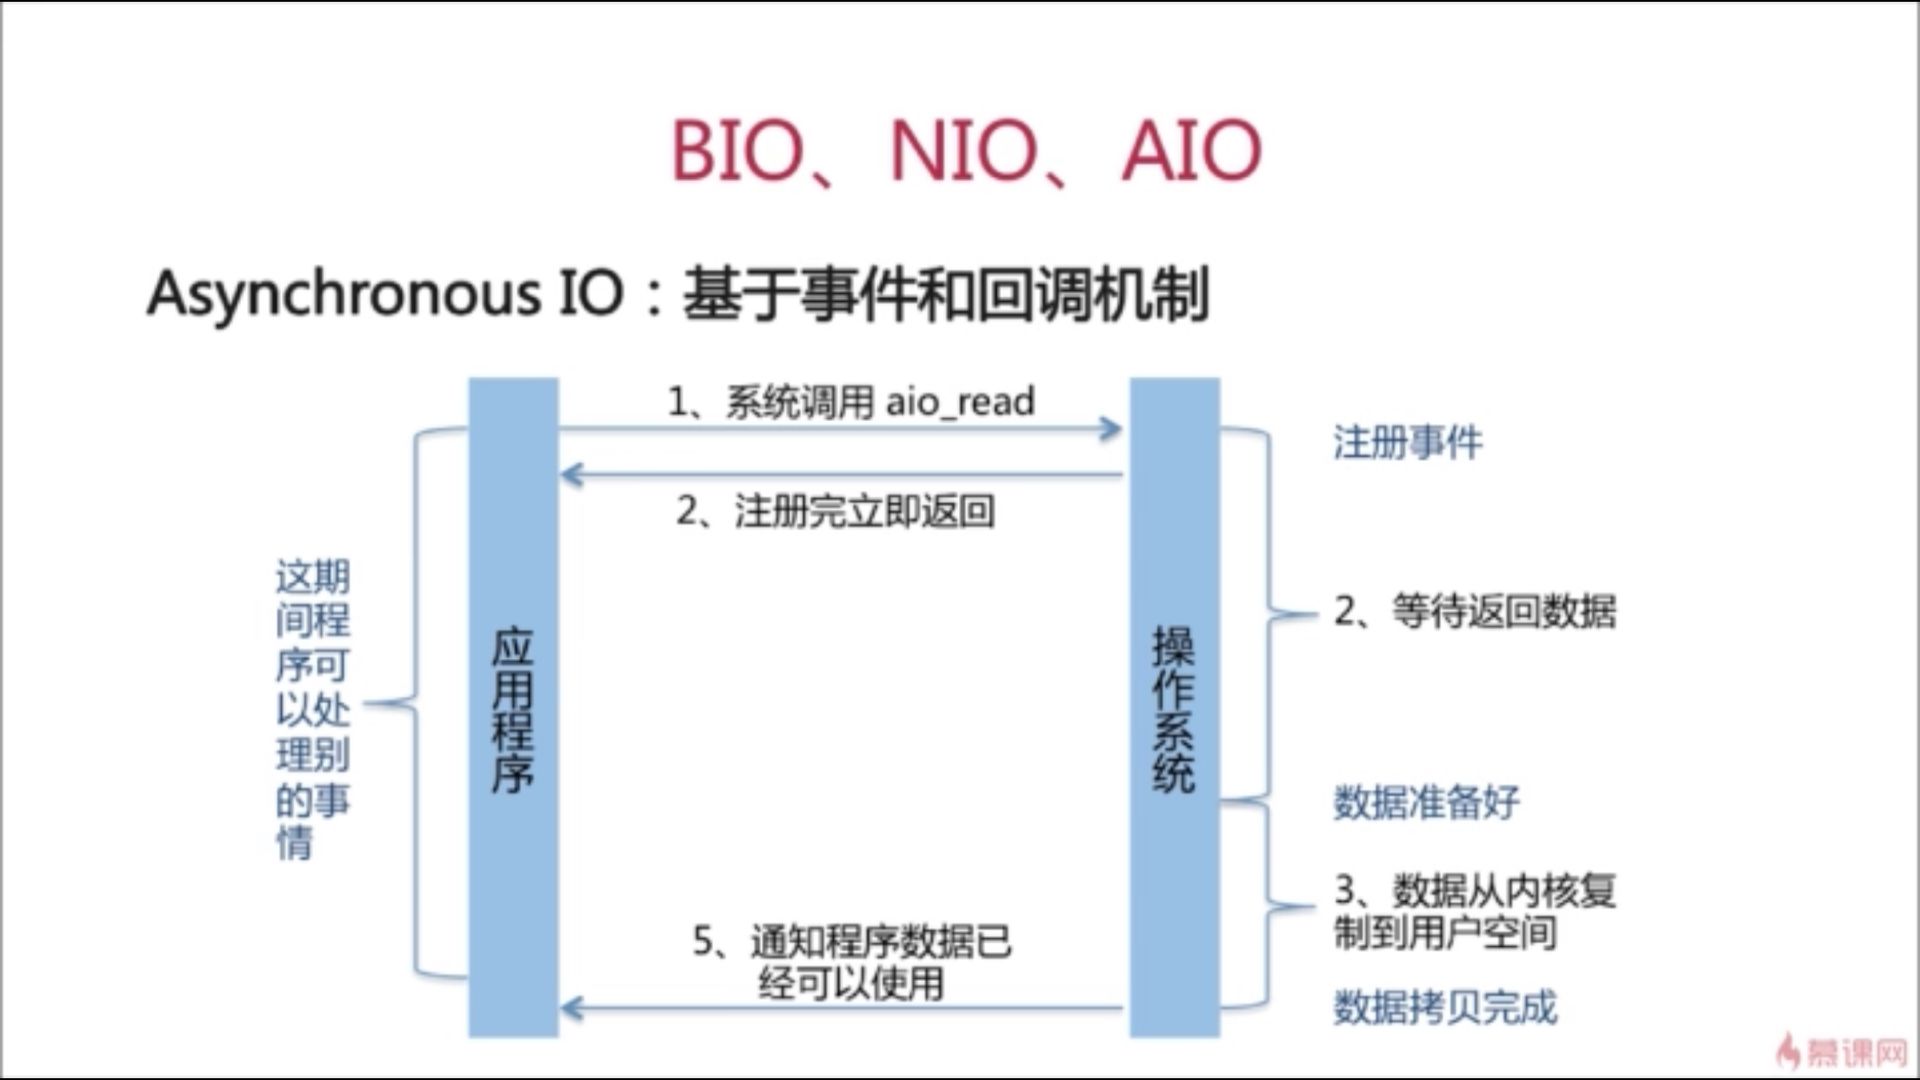 BIO、NIO、AIO
Asynchronous IO：基于事件和回调机制
1、系统调用 aio_read
注册事件
2、注册完立即返回
这期
间程
序可
以处
理别
的事
情
应
用
程
序
操
作
系
统
2、等待返回数据
数据准备好
3、数据从内核复
制到用户空间
5、通知程序数据已
经可以使用
数据拷贝完成
慕课网